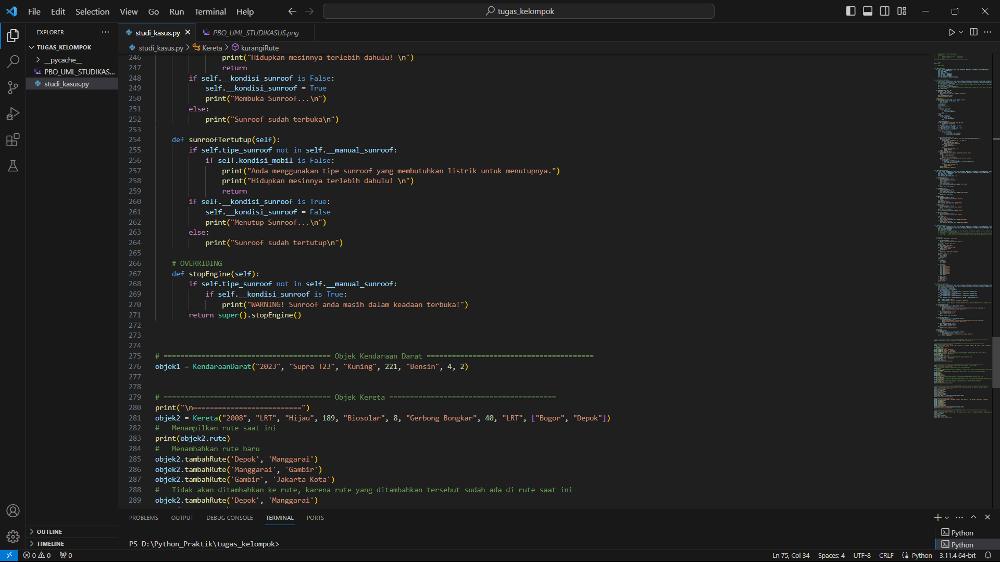 File Edit Selection View Go Run Terminal Help
tugas_kelompok
EXPLORER
studi_kasus.py
PBO_UML_STUDIKASUS.png
TUGAS_KELOMPOK
__pycache__
PBO_UML_STUDIKAS...
studi_kasus.py
studi_kasus.py > Kereta > kurangiRute
246 print("Hidupkan mesinnya terlebih dahulu! \n")
247 return
248 if self.__kondisi_sunroof is False:
249 self.__kondisi_sunroof = True
250 print("Membuka Sunroof...\n")
251 else:
252 print("Sunroof sudah terbuka\n")
253
254 def sunroofTertutup(self):
255 if self.tipe_sunroof not in self.__manual_sunroof:
256 if self.kondisi_mobil is False:
257 print("Anda menggunakan tipe sunroof yang membutuhkan listrik untuk menutupnya.")
258 print("Hidupkan mesinnya terlebih dahulu! \n")
259 return
260 if self.__kondisi_sunroof is True:
261 self.__kondisi_sunroof = False
262 print("Menutup Sunroof...\n")
263 else:
264 print("Sunroof sudah tertutup\n")
265
266 # OVERRIDING
267 def stopEngine(self):
268 if self.tipe_sunroof not in self.__manual_sunroof:
269 if self.__kondisi_sunroof is True:
270 print("WARNING! Sunroof anda masih dalam keadaan terbuka!")
271 return super().stopEngine()
272
273
274
275 # ======================================== Objek Kendaraan Darat ========================================
276 objek1 = KendaraanDarat("2023", "Supra T23", "Kuning", 221, "Bensin", 4, 2)
277
278
279 # ======================================== Objek Kereta ========================================
280 print("\n==========================")
281 objek2 = Kereta("2008", "LRT", "Hijau", 189, "Biosolar", 8, "Gerbong Bongkar", 40, "LRT", ["Bogor", "Depok"])
282 # Menampilkan rute saat ini
283 print(objek2.rute)
284 # Menambahkan rute baru
285 objek2.tambahRute('Depok', 'Manggarai')
286 objek2.tambahRute('Manggarai', 'Gambir')
287 objek2.tambahRute('Gambir', 'Jakarta Kota')
288 # Tidak akan ditambahkan ke rute, karena rute yang ditambahkan tersebut sudah ada di rute saat ini
289 objek2.tambahRute('Depok', 'Manggarai')
PROBLEMS OUTPUT DEBUG CONSOLE TERMINAL PORTS
PS D:\Python_Praktik\tugas_kelompok>
Python
Python
OUTLINE
TIMELINE
0 0 0
Ln 75, Col 34 Spaces: 4 UTF-8 CRLF Python 3.11.4 64-bit